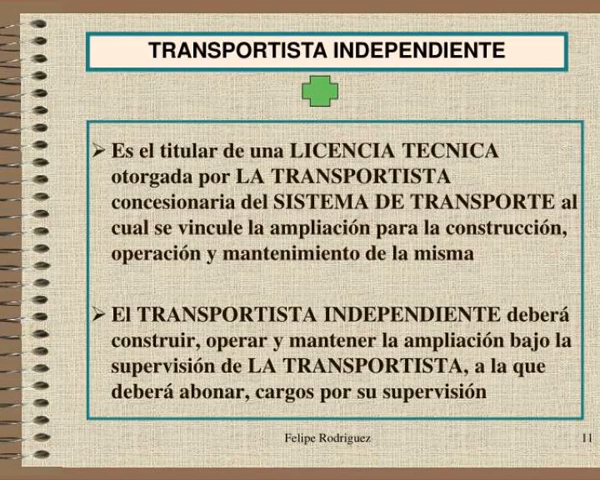 TRANSPORTISTA INDEPENDIENTE
Es el titular de una LICENCIA TECNICA
otorgada por LA TRANSPORTISTA
concesionaria del SISTEMA DE TRANSPORTE al
cual se vincule la ampliación para la construcción,
operación y mantenimiento de la misma
El TRANSPORTISTA INDEPENDIENTE deberá
construir, operar y mantener la ampliación bajo la
supervisión de LA TRANSPORTISTA, a la que
deberá abonar, cargos por su supervisión
Felipe Rodriguez
11